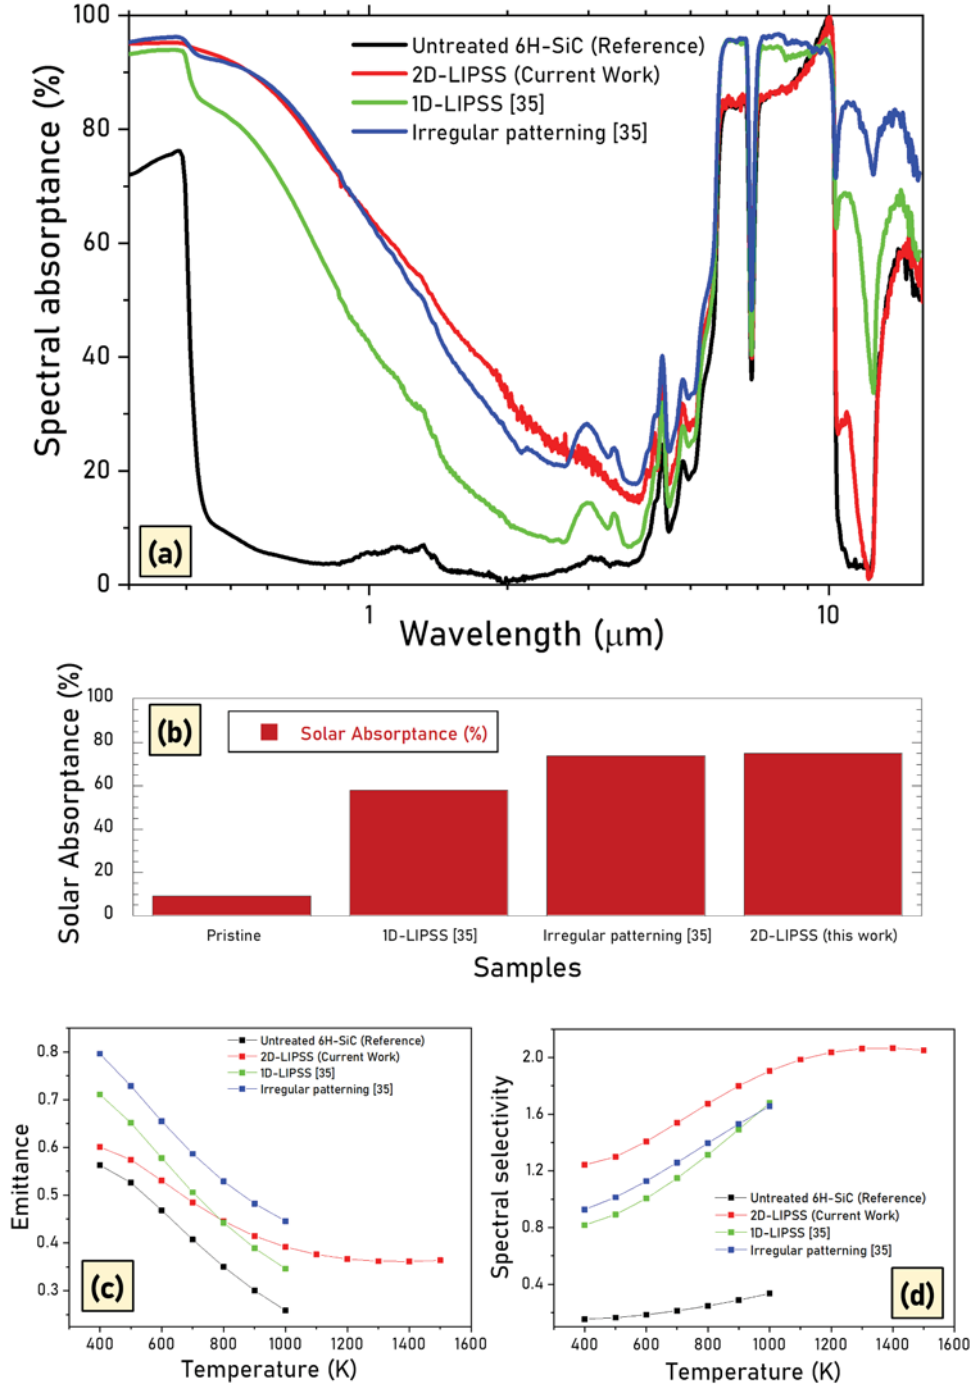 100
80
60
40
20
0
Spectral absorptance (%)
Untreated 6H-SiC (Reference)
2D-LIPSS (Current Work)
1D-LIPSS [35]
Irregular patterning [35]
(a)
1
10
Wavelength (μm)
100
80
60
40
20
0
Solar Absorptance (%)
(b)
Solar Absorptance (%)
Pristine
1D-LIPSS [35]
Irregular patterning [35]
2D-LIPSS (this work)
Samples
0.8
0.7
0.6
0.5
0.4
0.3
Emittance
Untreated 6H-SiC (Reference)
2D-LIPSS (Current Work)
1D-LIPSS [35]
Irregular patterning [35]
(c)
400 600 800 1000 1200 1400 1600
Temperature (K)
2.0
1.6
1.2
0.8
0.4
Spectral selectivity
Untreated 6H-SiC (Reference)
2D-LIPSS (Current Work)
1D-LIPSS [35]
Irregular patterning [35]
(d)
400 600 800 1000 1200 1400 1600
Temperature (K)